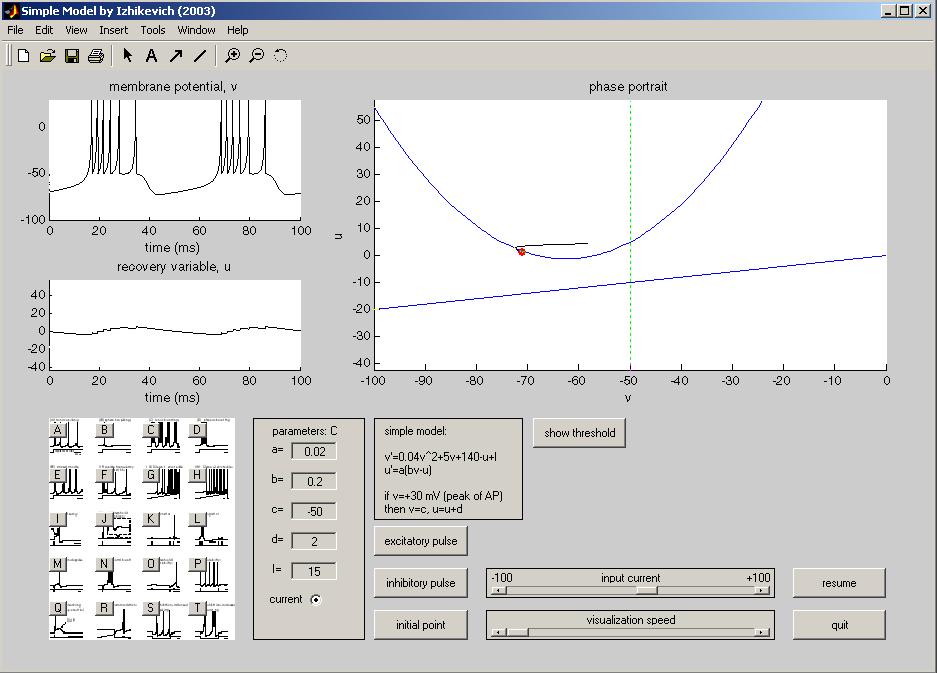 Simple Model by Izhikevich (2003)
File Edit View Insert Tools Window Help
membrane potential, v
0
-50
-100
0 20 40 60 80 100
time (ms)
recovery variable, u
40
20
0
-20
-40
0 20 40 60 80 100
time (ms)
phase portrait
50
40
30
20
10
0
-10
-20
-30
-40
u
-100 -90 -80 -70 -60 -50 -40 -30 -20 -10 0
v
A B C D
E F G H
I J K L
M N O P
Q R S T
parameters: C
a= 0.02
b= 0.2
c= -50
d= 2
I= 15
current
simple model:
v'=0.04v^2+5v+140-u+I
u'=a(bv-u)
if v=+30 mV (peak of AP)
then v=c, u=u+d
show threshold
excitatory pulse
inhibitory pulse
initial point
-100 input current +100
visualization speed
resume
quit